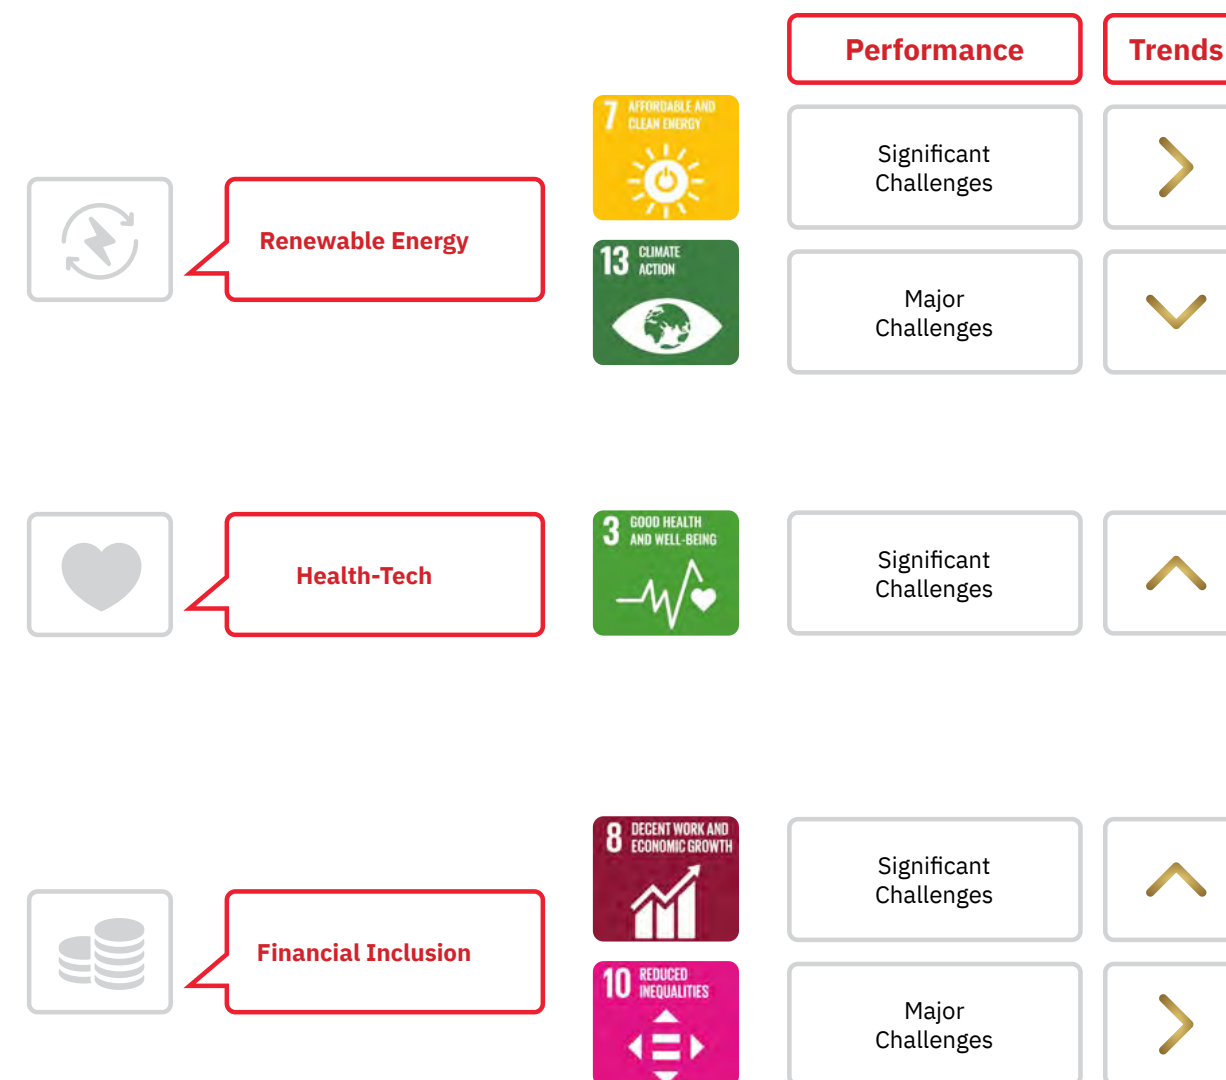 Performance
Trends
7 AFFORDABLE AND
CLEAN ENERGY
Significant
Challenges
Renewable Energy
13 CLIMATE
ACTION
Major
Challenges
Health-Tech
3 GOOD HEALTH
AND WELL-BEING
Significant
Challenges
8 DECENT WORK AND
ECONOMIC GROWTH
Significant
Challenges
Financial Inclusion
10 REDUCED
INEQUALITIES
Major
Challenges